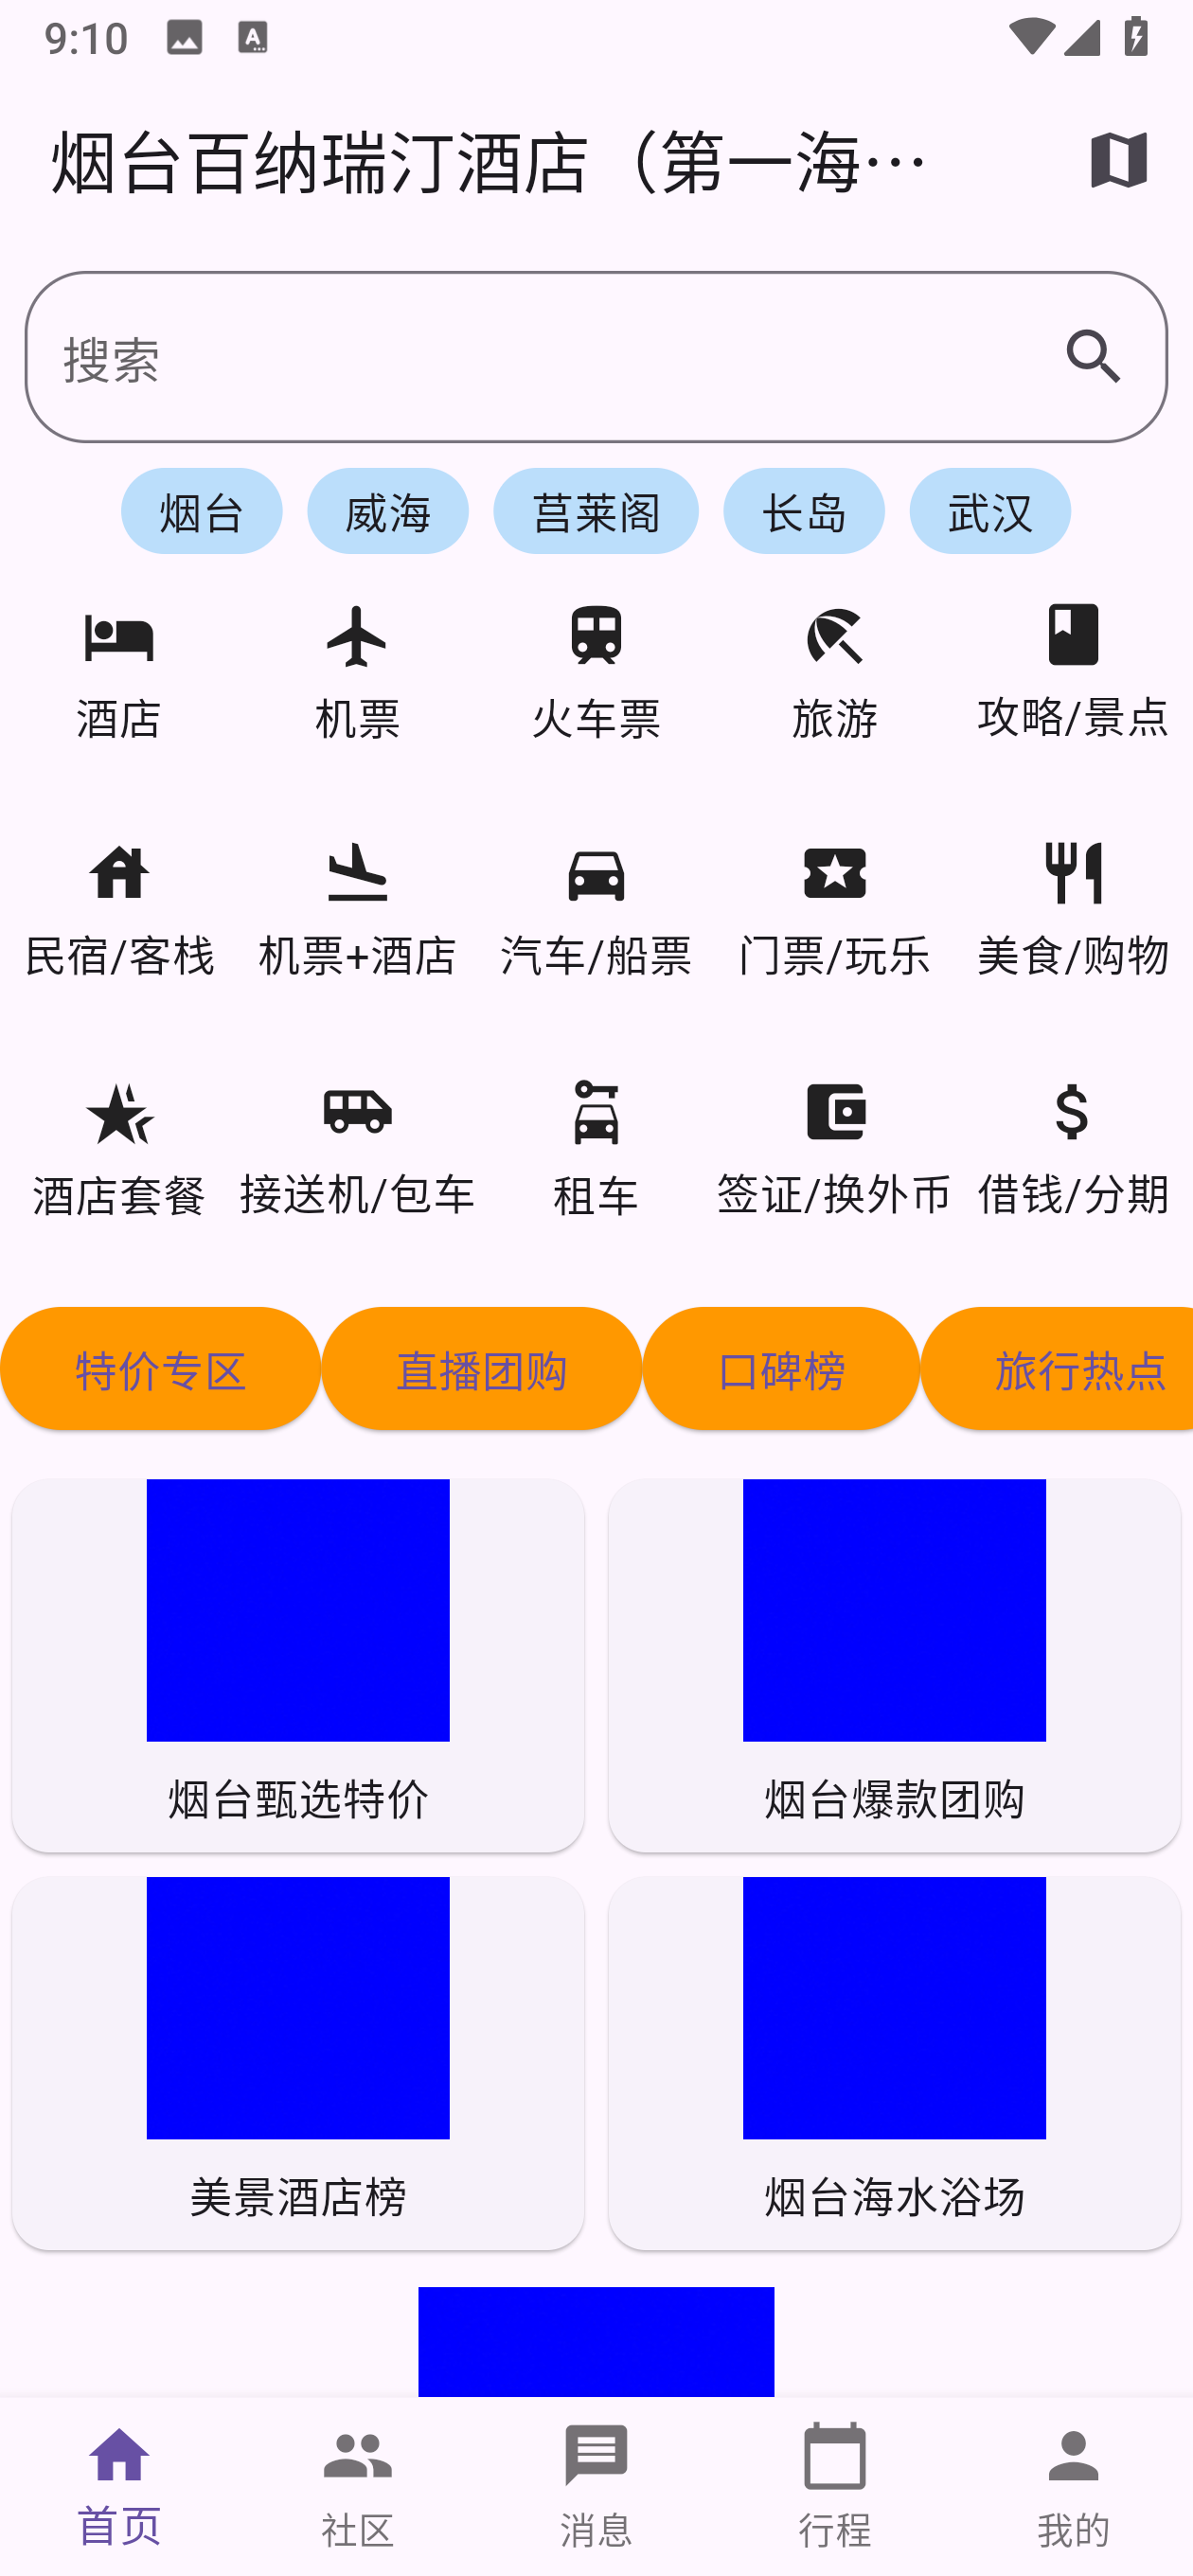 9:10
烟台百纳瑞汀酒店（第一海…
搜索
烟台 威海 莒莱阁 长岛 武汉
酒店 机票 火车票 旅游 攻略/景点
民宿/客栈 机票+酒店 汽车/船票 门票/玩乐 美食/购物
酒店套餐 接送机/包车 租车 签证/换外币 借钱/分期
特价专区 直播团购 口碑榜 旅行热点
烟台甄选特价 烟台爆款团购
美景酒店榜 烟台海水浴场
首页 社区 消息 行程 我的